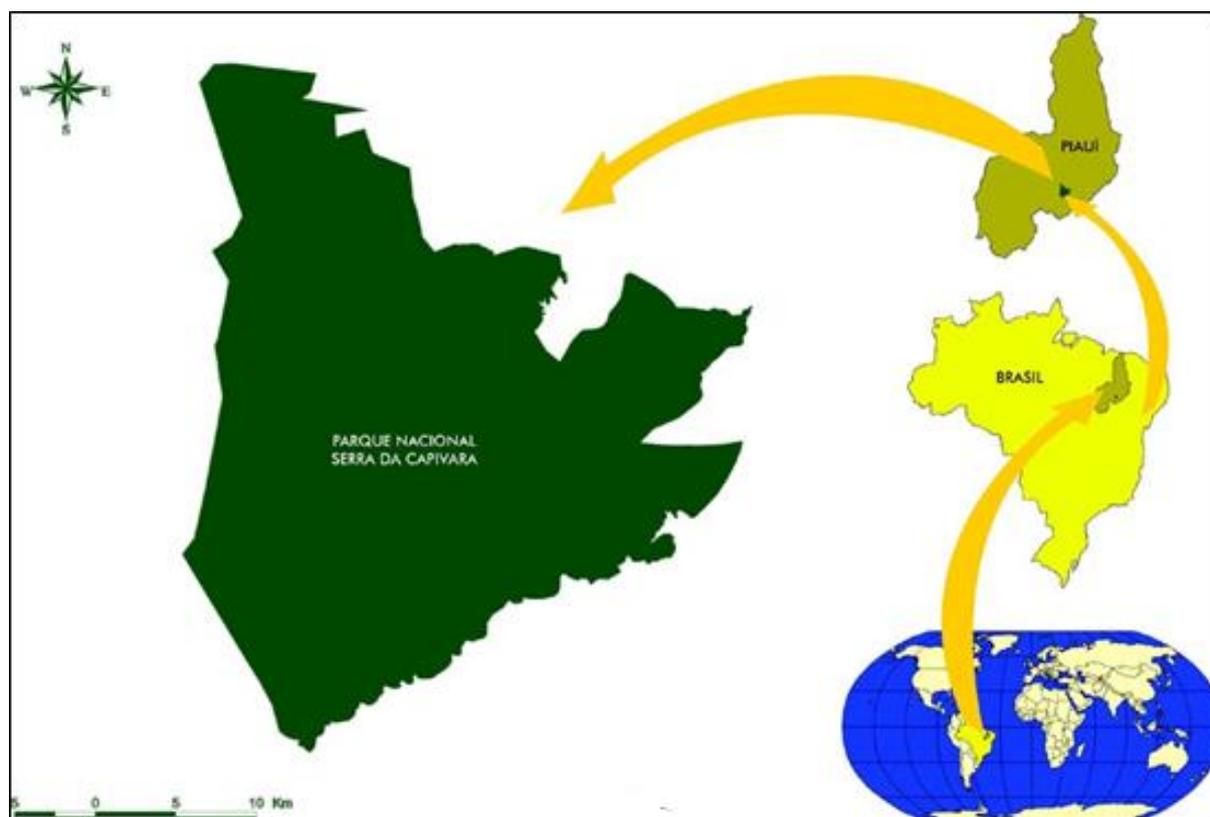 N
W E
S
PIAUÍ
BRASIL
PARQUE NACIONAL
SERRA DA CAPIVARA
5 0 5 10 Km